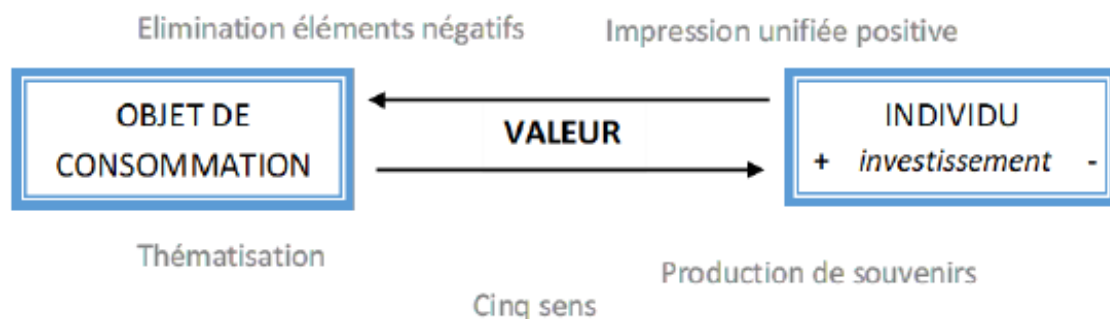 Elimination éléments négatifs
Impression unifiée positive
OBJET DE
CONSOMMATION
VALEUR
INDIVIDU
+ investissement -
Thématisation
Production de souvenirs
Cinq sens